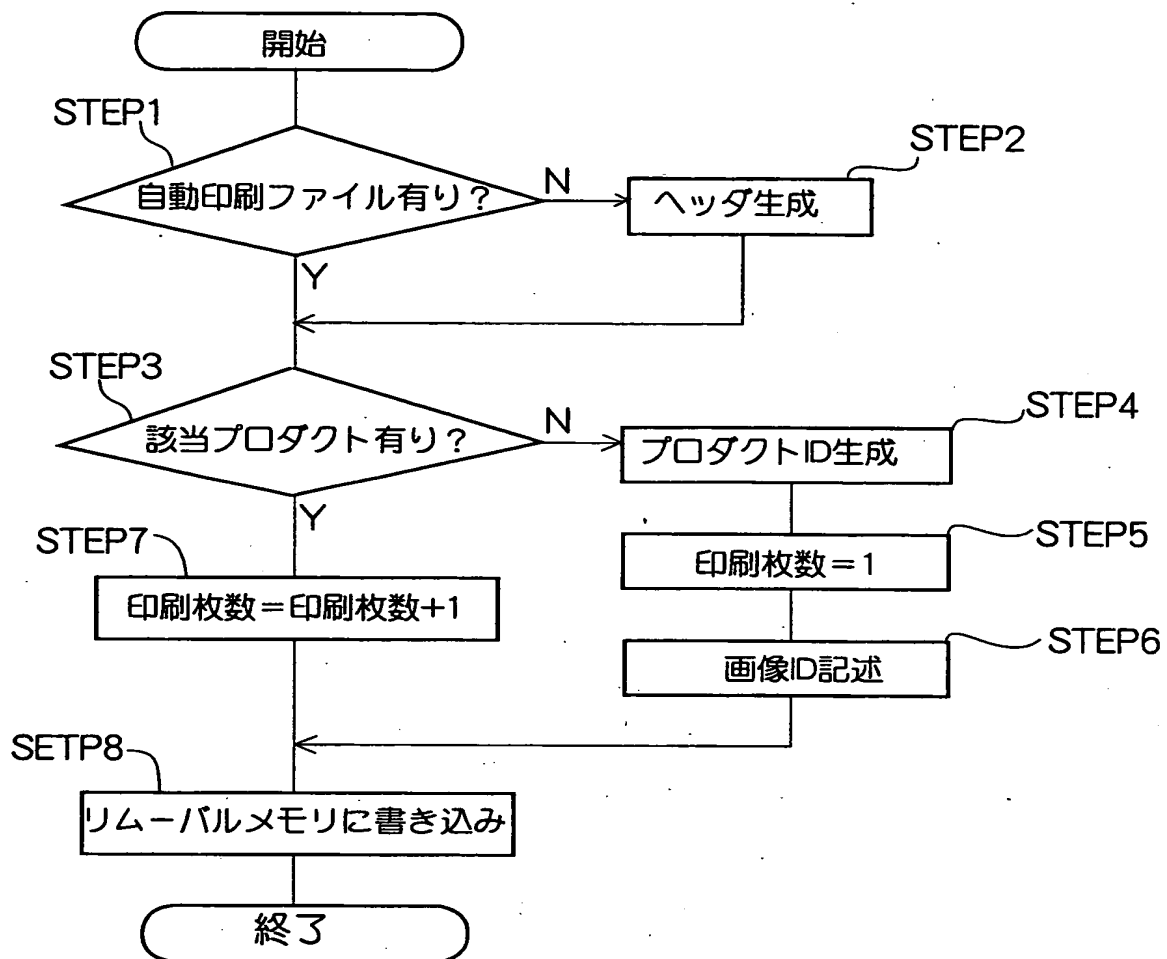 開始
STEP1
自動印刷ファイル有り？
N
STEP2
ヘッダ生成
Y
STEP3
該当プロダクト有り？
N
STEP4
プロダクトID生成
Y
STEP5
印刷枚数＝1
STEP7
印刷枚数＝印刷枚数+1
STEP6
画像ID記述
SETP8
リムーバルメモリに書き込み
終了